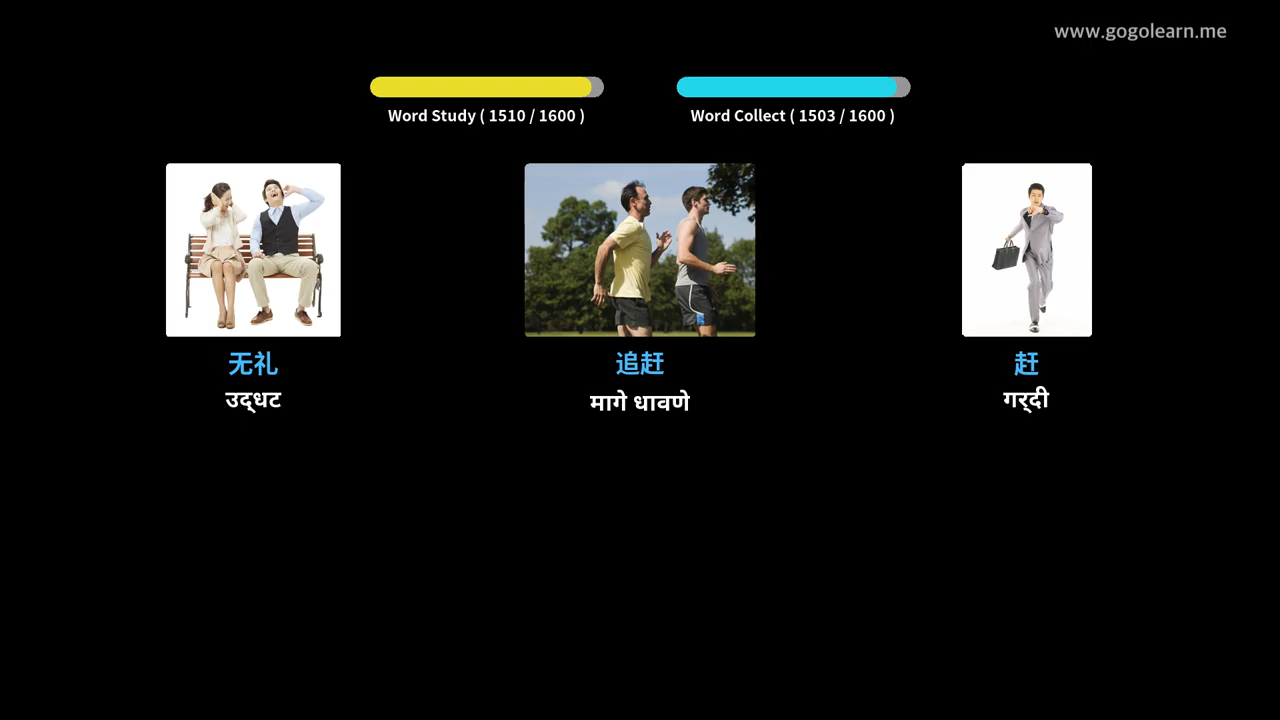 www.gogolearn.me
Word Study ( 1510 / 1600 )
Word Collect ( 1503 / 1600 )
无礼
追赶
赶
उद्धट
मागे धावणे
गर्दी